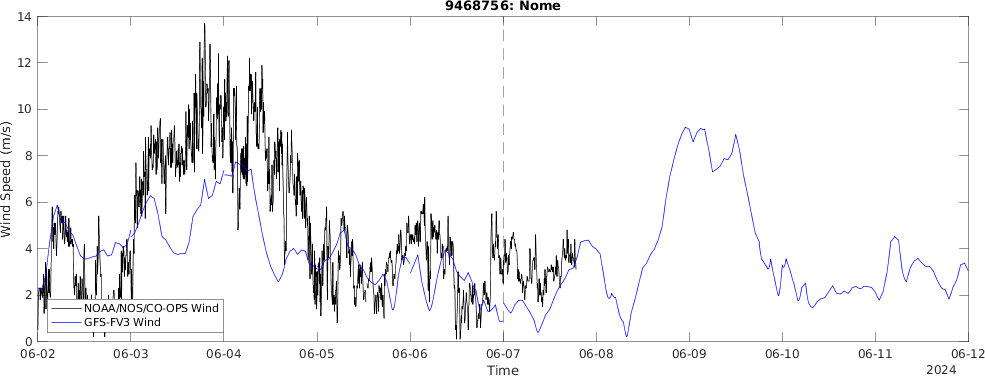 9468756: Nome
Wind Speed (m/s)
14
12
10
8
6
4
2
0
NOAA/NOS/CO-OPS Wind
GFS-FV3 Wind
06-02 06-03 06-04 06-05 06-06 06-07 06-08 06-09 06-10 06-11 06-12
Time
2024